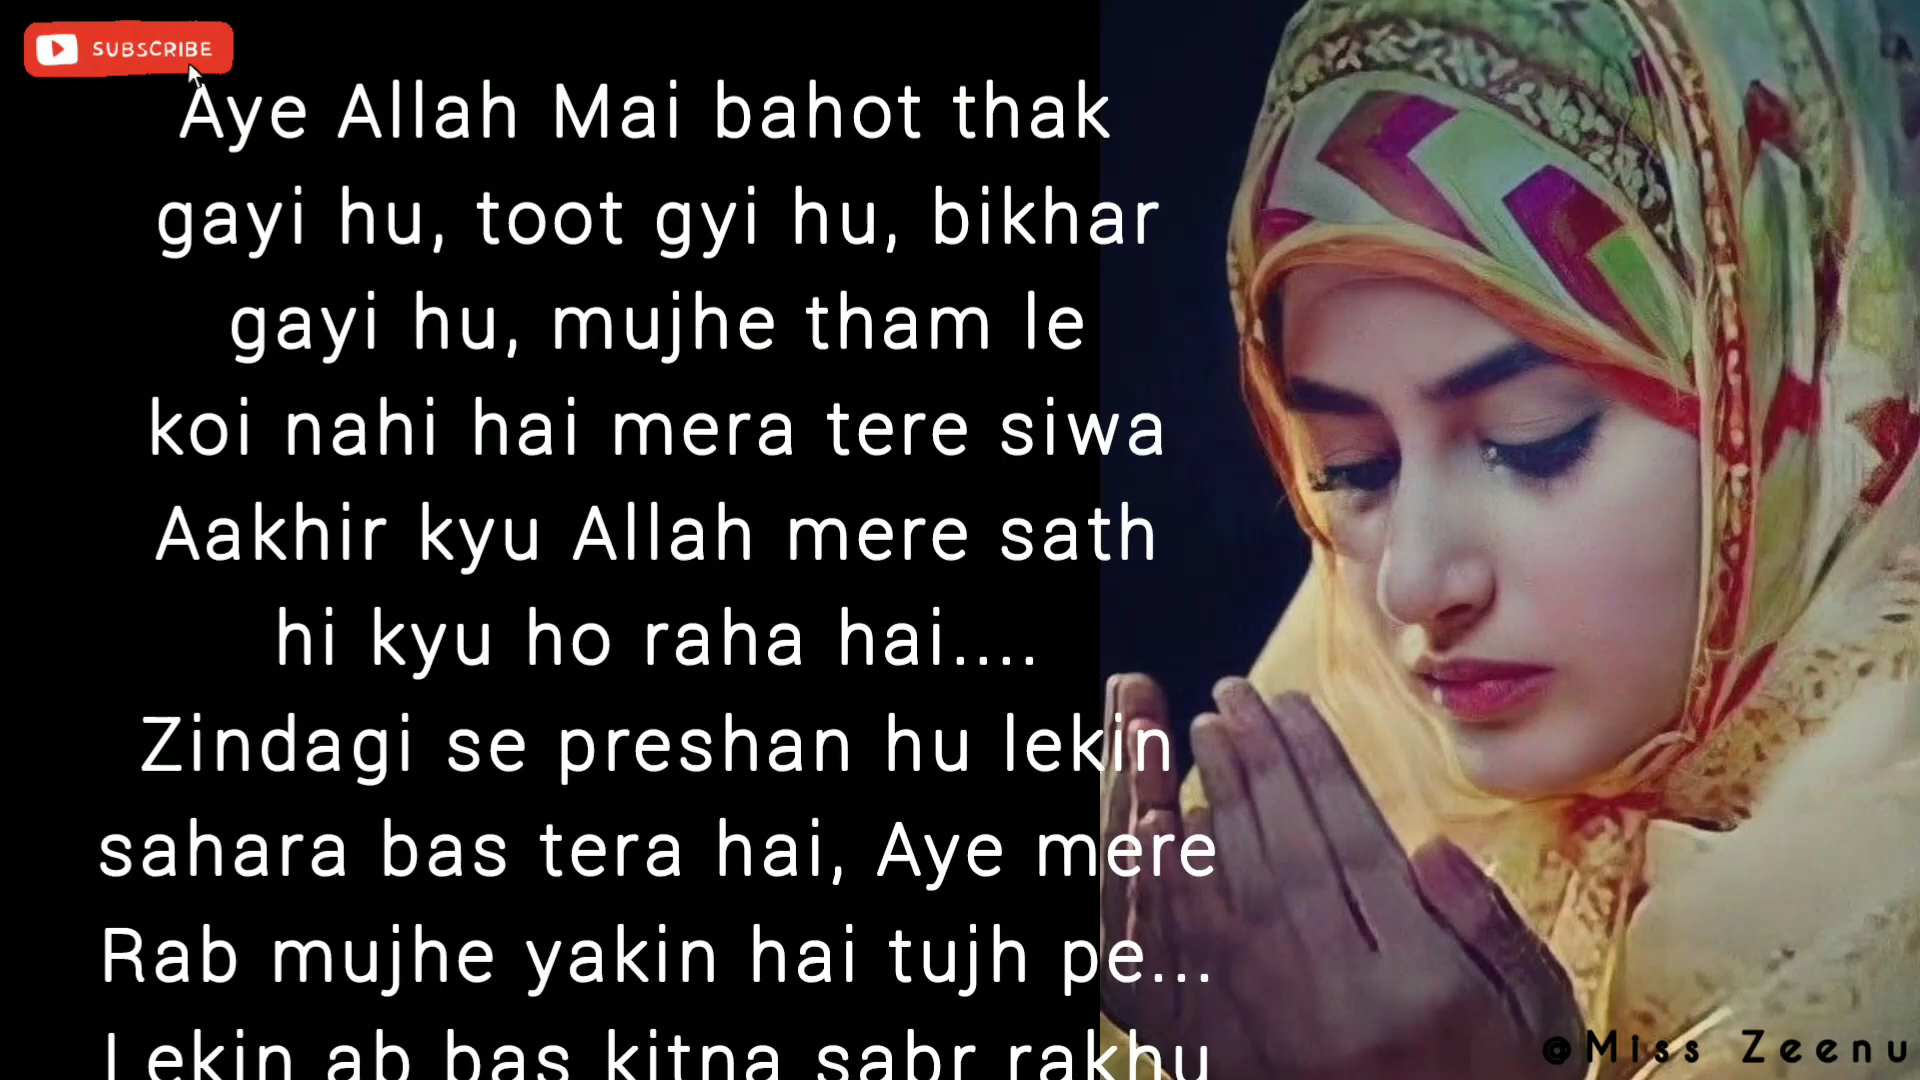 SUBSCRIBE
Aye Allah Mai bahot thak
gayi hu, toot gyi hu, bikhar
gayi hu, mujhe tham le
koi nahi hai mera tere siwa
Aakhir kyu Allah mere sath
hi kyu ho raha hai....
Zindagi se preshan hu lekin
sahara bas tera hai, Aye mere
Rab mujhe yakin hai tujh pe...
Lekin ab bas kitna sabr rakhu
@Miss Zeenu